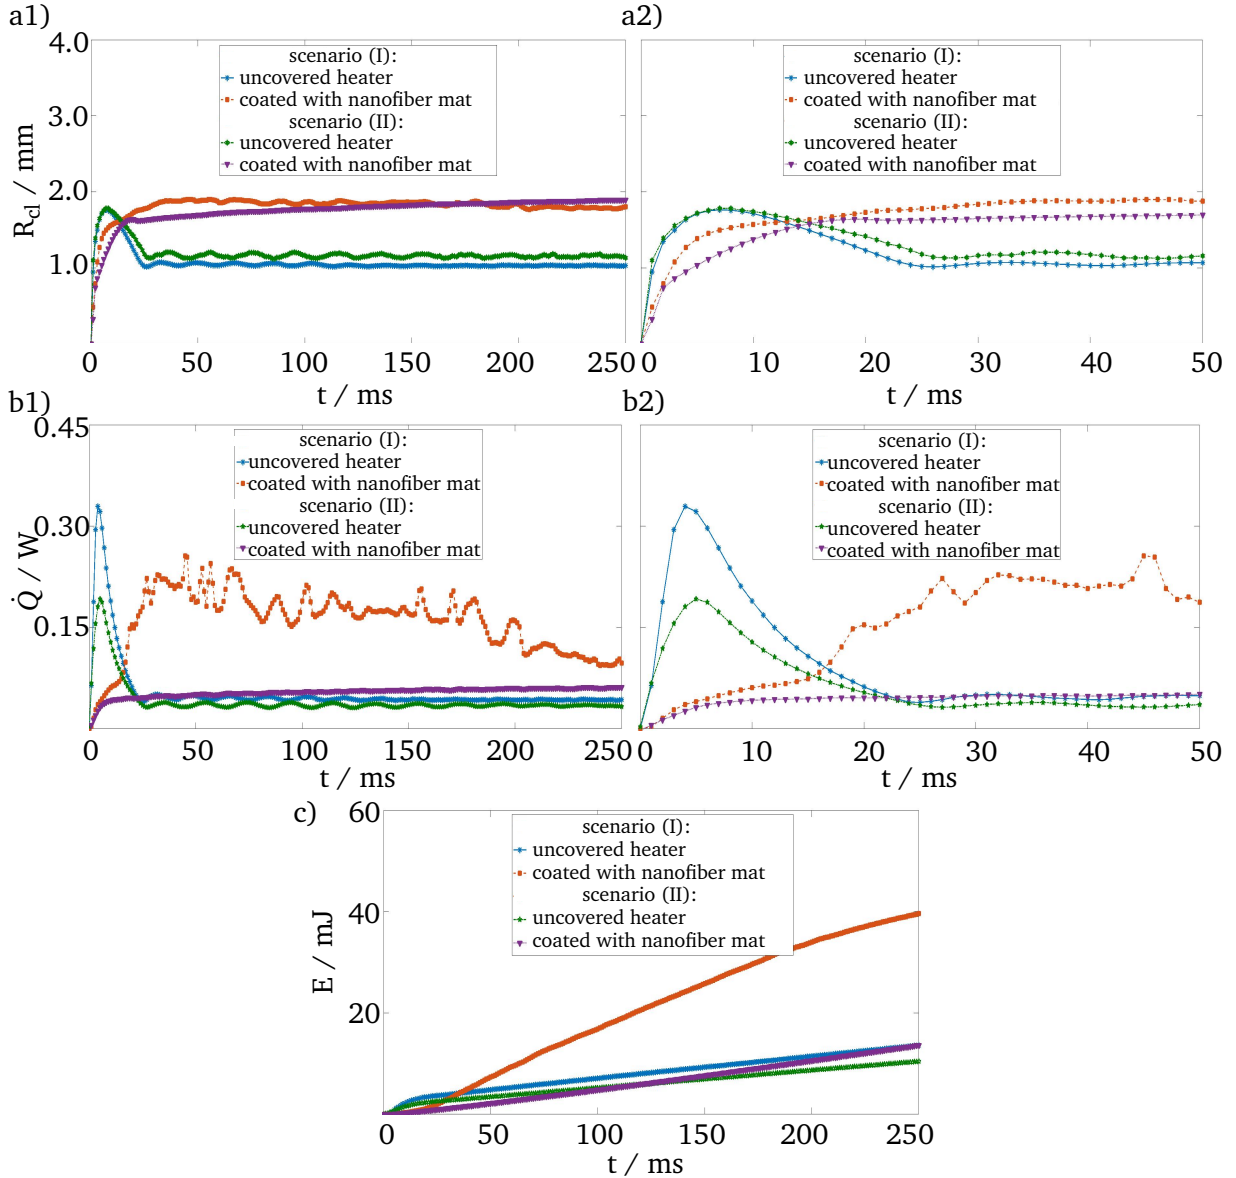 a1)
4.0
3.0
2.0
1.0
R_cl / mm
scenario (I):
uncovered heater
coated with nanofiber mat
scenario (II):
uncovered heater
coated with nanofiber mat
0 50 100 150 200 250
t / ms
a2)
scenario (I):
uncovered heater
coated with nanofiber mat
scenario (II):
uncovered heater
coated with nanofiber mat
0 10 20 30 40 50
t / ms
b1)
0.45
0.30
0.15
Q̇ / W
scenario (I):
uncovered heater
coated with nanofiber mat
scenario (II):
uncovered heater
coated with nanofiber mat
0 50 100 150 200 250
t / ms
b2)
scenario (I):
uncovered heater
coated with nanofiber mat
scenario (II):
uncovered heater
coated with nanofiber mat
0 10 20 30 40 50
t / ms
c)
60
40
20
E / mJ
scenario (I):
uncovered heater
coated with nanofiber mat
scenario (II):
uncovered heater
coated with nanofiber mat
0 50 100 150 200 250
t / ms